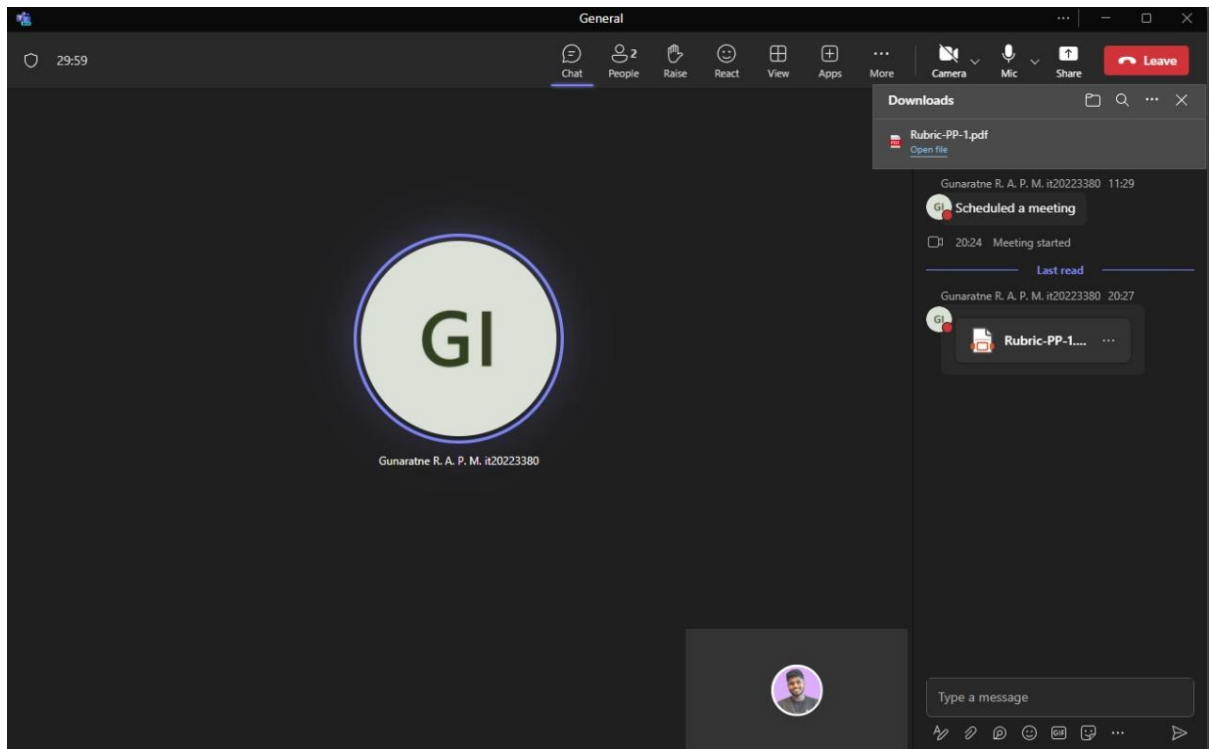 General
29:59
Chat
2
People
Raise
React
View
Apps
More
Camera
Mic
Share
Leave
Downloads
Rubric-PP-1.pdf
Open file
Gunaratne R. A. P. M. it20223380 11:29
GI
Scheduled a meeting
20:24 Meeting started
Last read
Gunaratne R. A. P. M. it20223380 20:27
GI
Rubric-PP-1....
GI
Gunaratne R. A. P. M. it20223380
Type a message
GIF